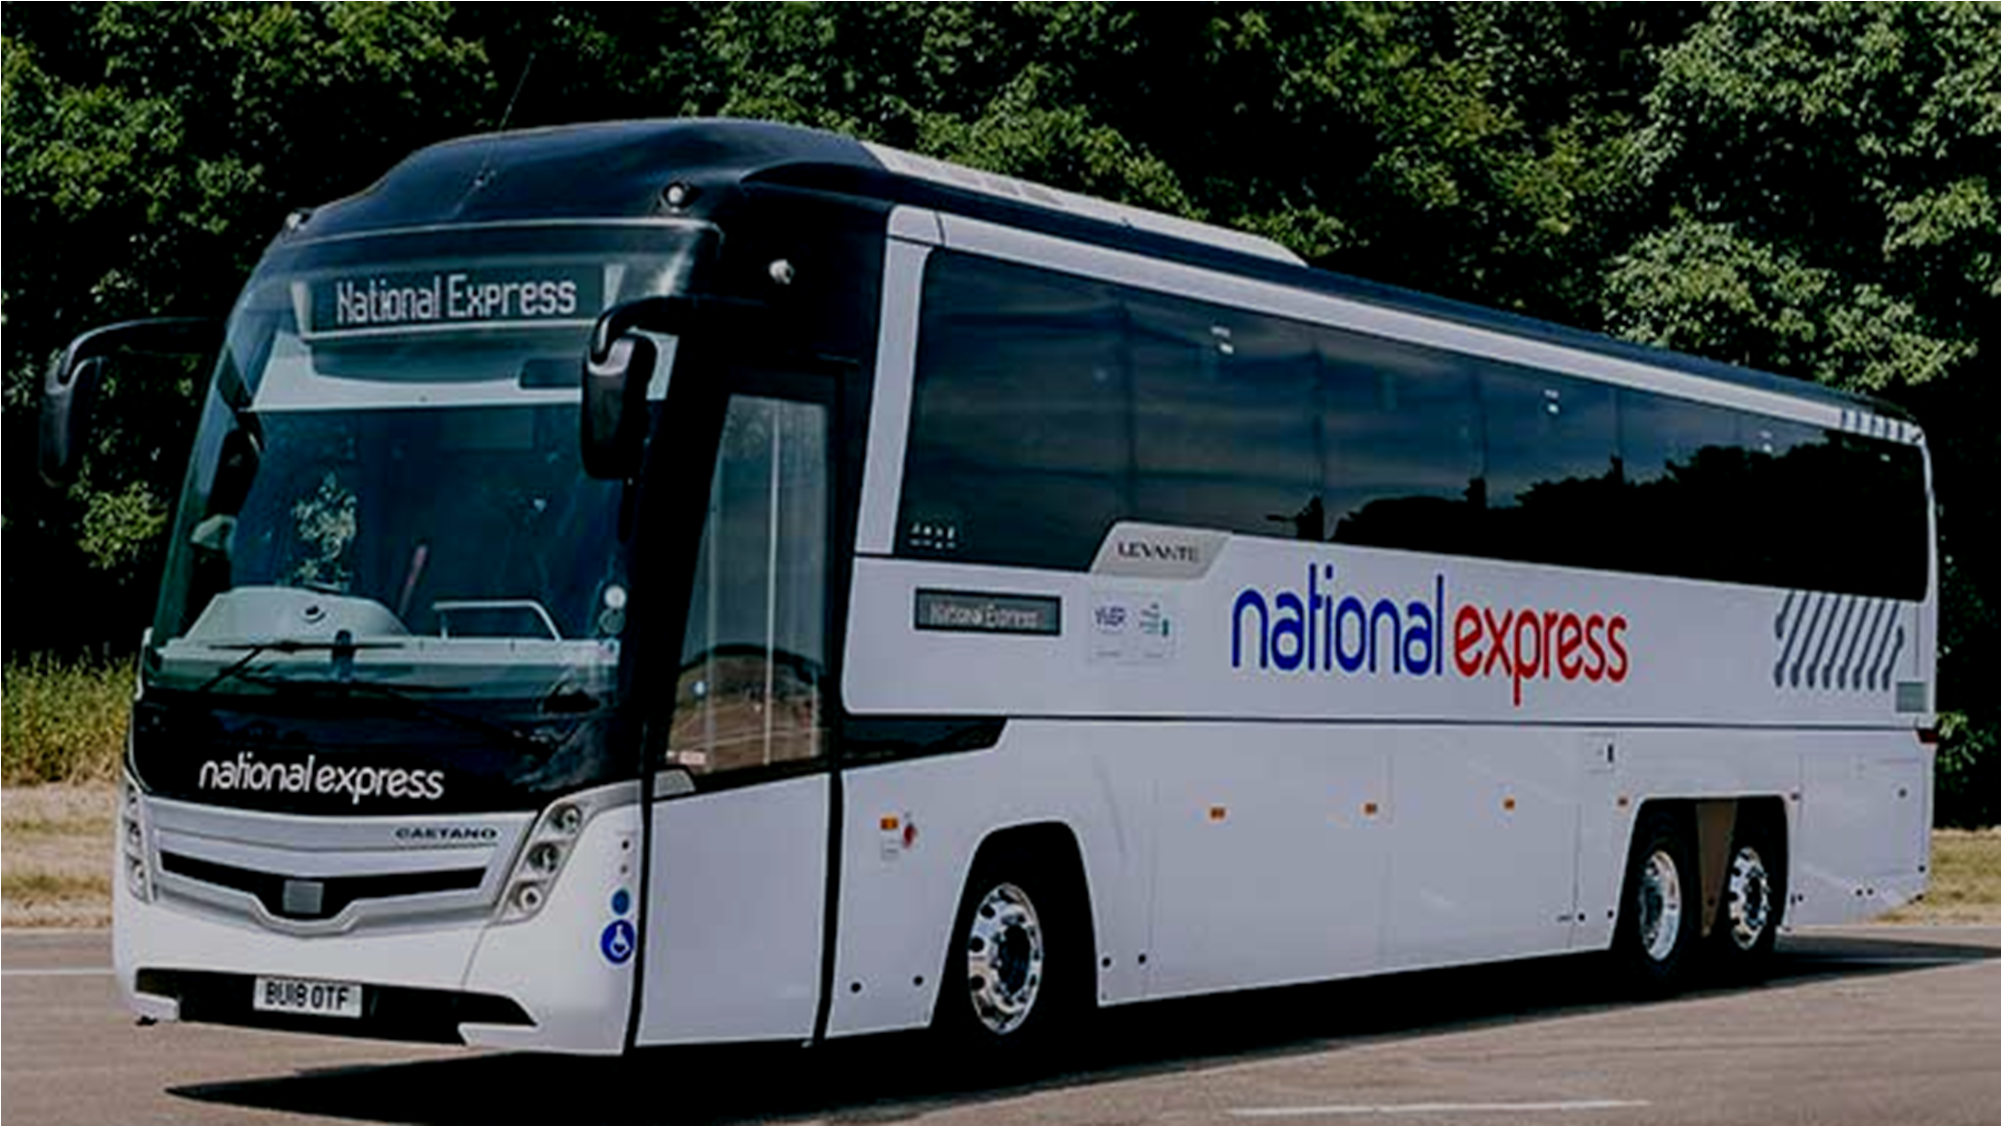 National Express
LEVANTE
National Express
national express
national express
CAETANO
BU18 OTF